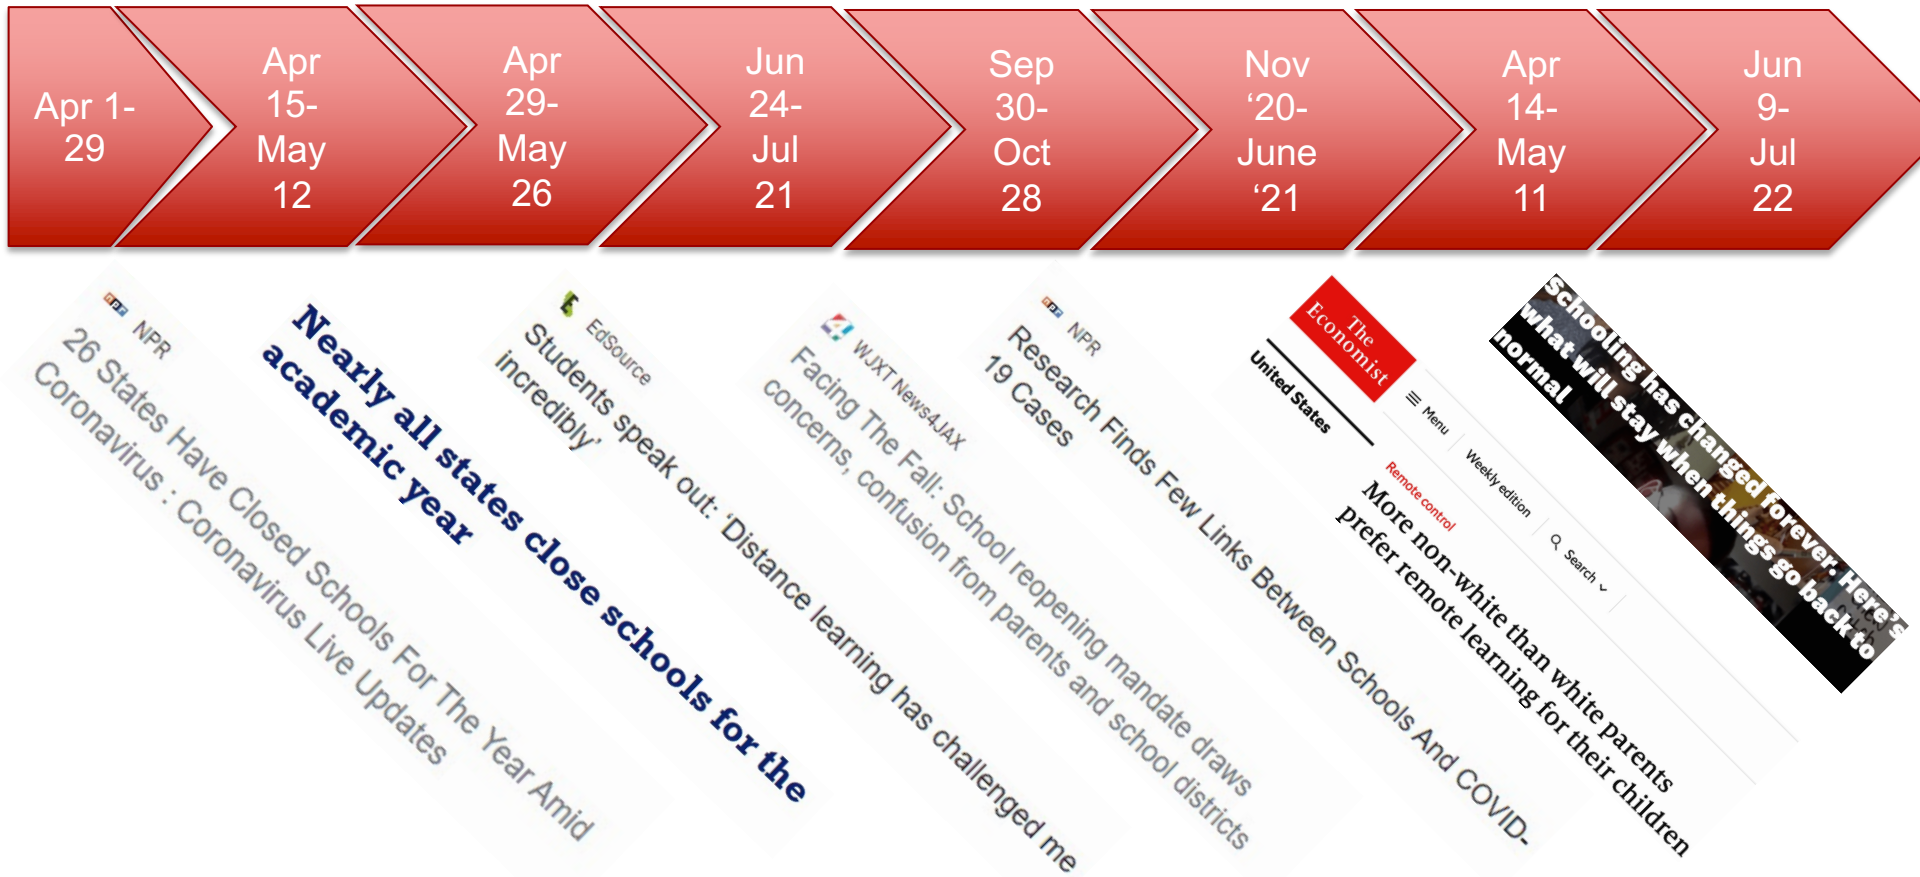 Apr 1-
29
Apr
15-
May
12
Apr
29-
May
26
Jun
24-
Jul
21
Sep
30-
Oct
28
Nov
‘20-
June
‘21
Apr
14-
May
11
Jun
9-
Jul
22
npr NPR
26 States Have Closed Schools For The Year Amid
Coronavirus : Coronavirus Live Updates
Nearly all states close schools for the
academic year
EdSource
Students speak out: ‘Distance learning has challenged me
incredibly’
4 WJXT News4JAX
Facing The Fall: School reopening mandate draws
concerns, confusion from parents and school districts
npr NPR
Research Finds Few Links Between Schools And COVID-
19 Cases
The
Economist
Menu
Weekly edition
Search
United States
Remote control
More non-white than white parents
prefer remote learning for their children
Schooling has changed forever. Here’s
what will stay when things go back to
normal